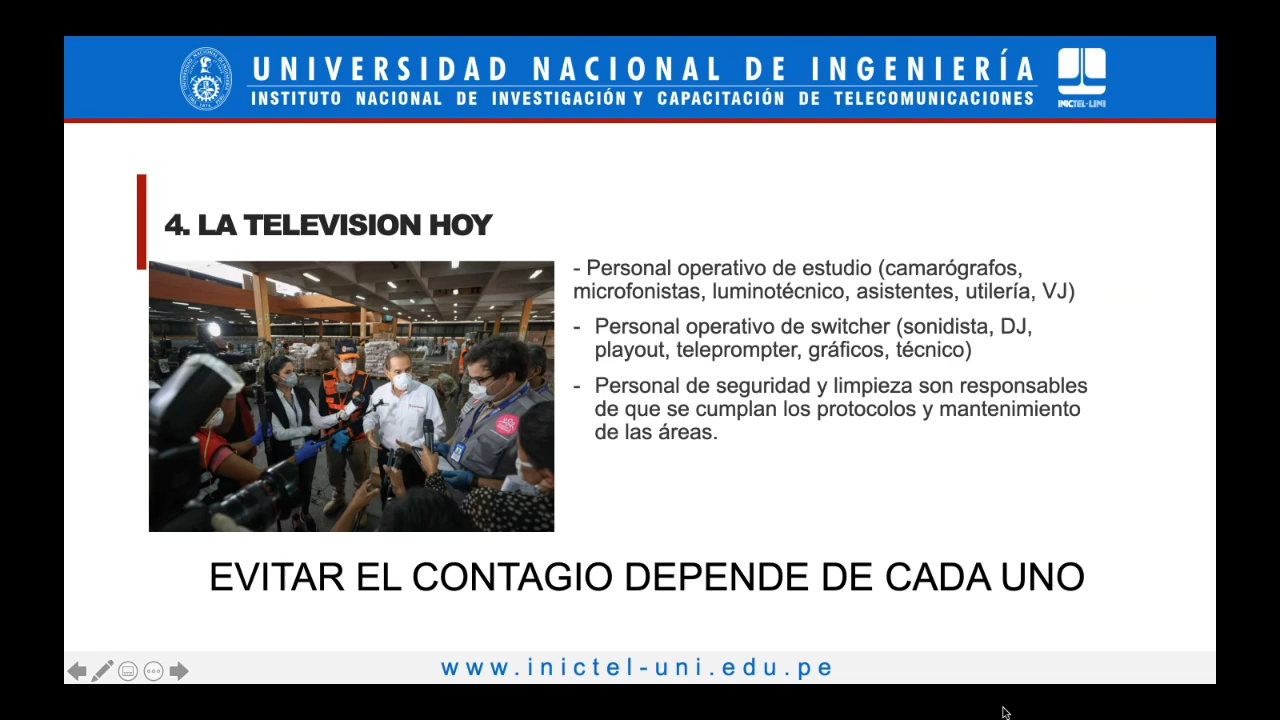 UNIVERSIDAD NACIONAL DE INGENIERÍA
INSTITUTO NACIONAL DE INVESTIGACIÓN Y CAPACITACIÓN DE TELECOMUNICACIONES
INICTEL-UNI
4. LA TELEVISION HOY
- Personal operativo de estudio (camarógrafos,
microfonistas, luminotécnico, asistentes, utilería, VJ)
- Personal operativo de switcher (sonidista, DJ,
playout, teleprompter, gráficos, técnico)
- Personal de seguridad y limpieza son responsables
de que se cumplan los protocolos y mantenimiento
de las áreas.
EVITAR EL CONTAGIO DEPENDE DE CADA UNO
www.inictel-uni.edu.pe